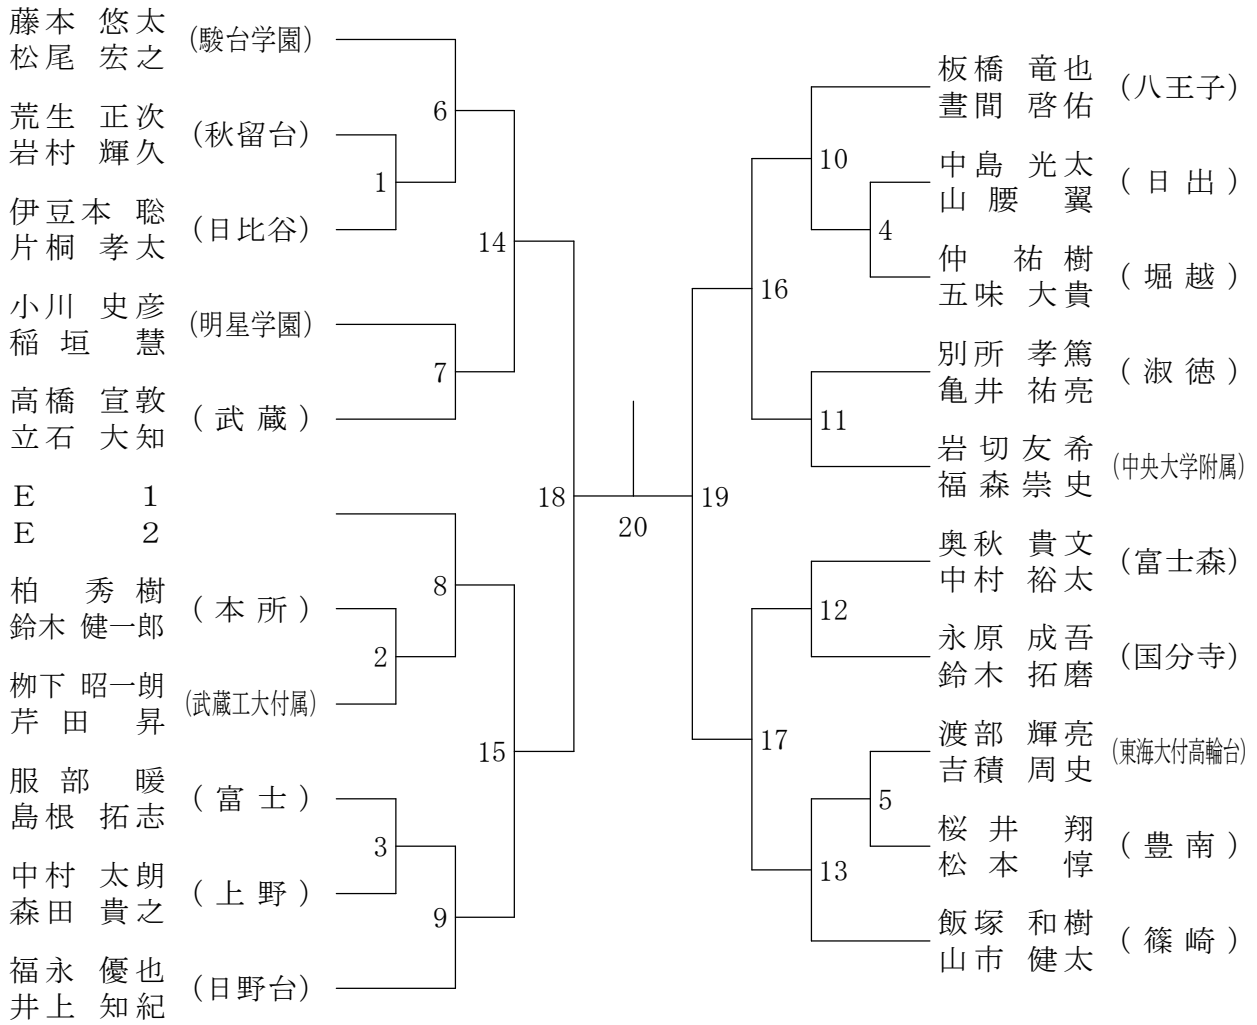 藤本 悠太
松尾 宏之
(駿台学園)
荒生 正次
岩村 輝久
(秋留台)
伊豆本 聡
片桐 孝太
(日比谷)
小川 史彦
稲垣 慧
(明星学園)
高橋 宣敦
立石 大知
(武蔵)
E 1
E 2
柏 秀樹
鈴木 健一郎
(本所)
栁下 昭一朗
芹田 昇
(武蔵工大付属)
服部 暖
島根 拓志
(富士)
中村 太朗
森田 貴之
(上野)
福永 優也
井上 知紀
(日野台)
6
1
14
7
18
8
2
15
3
9
20
19
10
4
16
11
12
17
5
13
板橋 竜也
晝間 啓佑
(八王子)
中島 光太
山腰 翼
(日出)
仲 祐樹
五味 大貴
(堀越)
別所 孝篤
亀井 祐亮
(淑徳)
岩切友希
福森崇史
(中央大学附属)
奥秋 貴文
中村 裕太
(富士森)
永原 成吾
鈴木 拓磨
(国分寺)
渡部 輝亮
吉積 周史
(東海大付高輪台)
桜井 翔
松本 惇
(豊南)
飯塚 和樹
山市 健太
(篠崎)